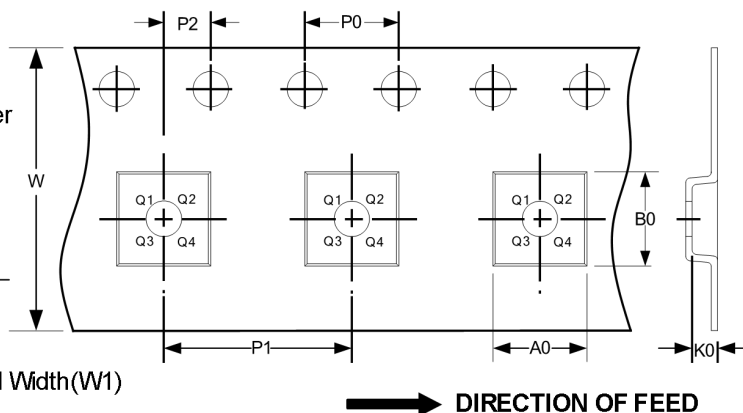 P2 P0
er
W
Q1 Q2 Q1 Q2 Q1 Q2
B0
Q3 Q4 Q3 Q4 Q3 Q4
P1 A0 K0
l Width(W1)
DIRECTION OF FEED